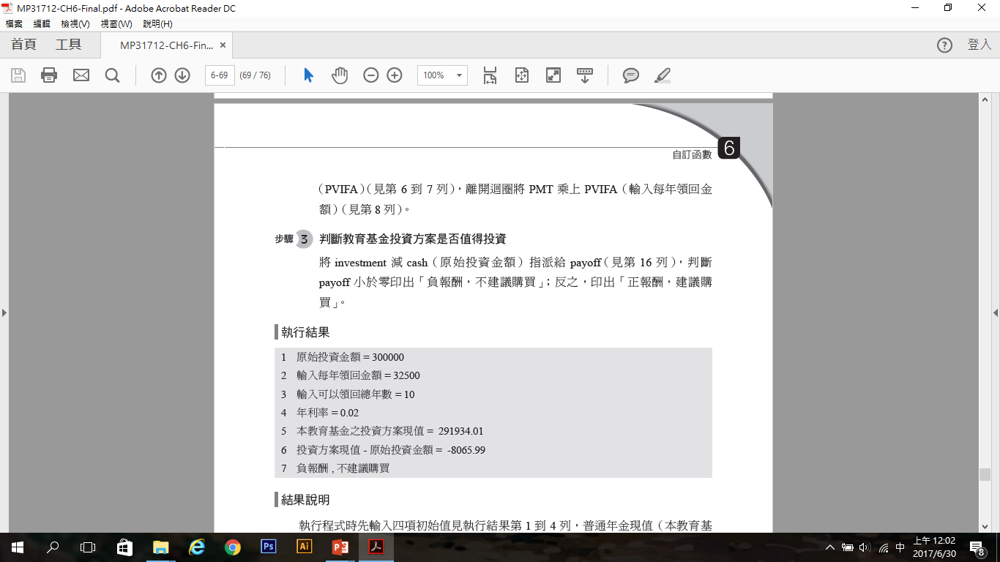 MP31712-CH6-Final.pdf - Adobe Acrobat Reader DC
檔案 編輯 檢視(V) 視窗(W) 說明(H)
首頁 工具 MP31712-CH6-Fin... × ? 登入
6-69 (69 / 76) 100%
自訂函數 6
（PVIFA）（見第 6 到 7 列），離開迴圈將 PMT 乘上 PVIFA（輸入每年領回金
額）（見第 8 列）。
步驟 3 判斷教育基金投資方案是否值得投資
將 investment 減 cash（原始投資金額）指派給 payoff（見第 16 列），判斷
payoff 小於零印出「負報酬，不建議購買」；反之，印出「正報酬，建議購
買」。
執行結果
1 原始投資金額 = 300000
2 輸入每年領回金額 = 32500
3 輸入可以領回總年數 = 10
4 年利率 = 0.02
5 本教育基金之投資方案現值 = 291934.01
6 投資方案現值 - 原始投資金額 = -8065.99
7 負報酬 , 不建議購買
結果說明
執行程式時先輸入四項初始值見執行結果第 1 到 4 列，普通年金現值（本教育基
Ps Ai 中 上午 12:02
2017/6/30 8